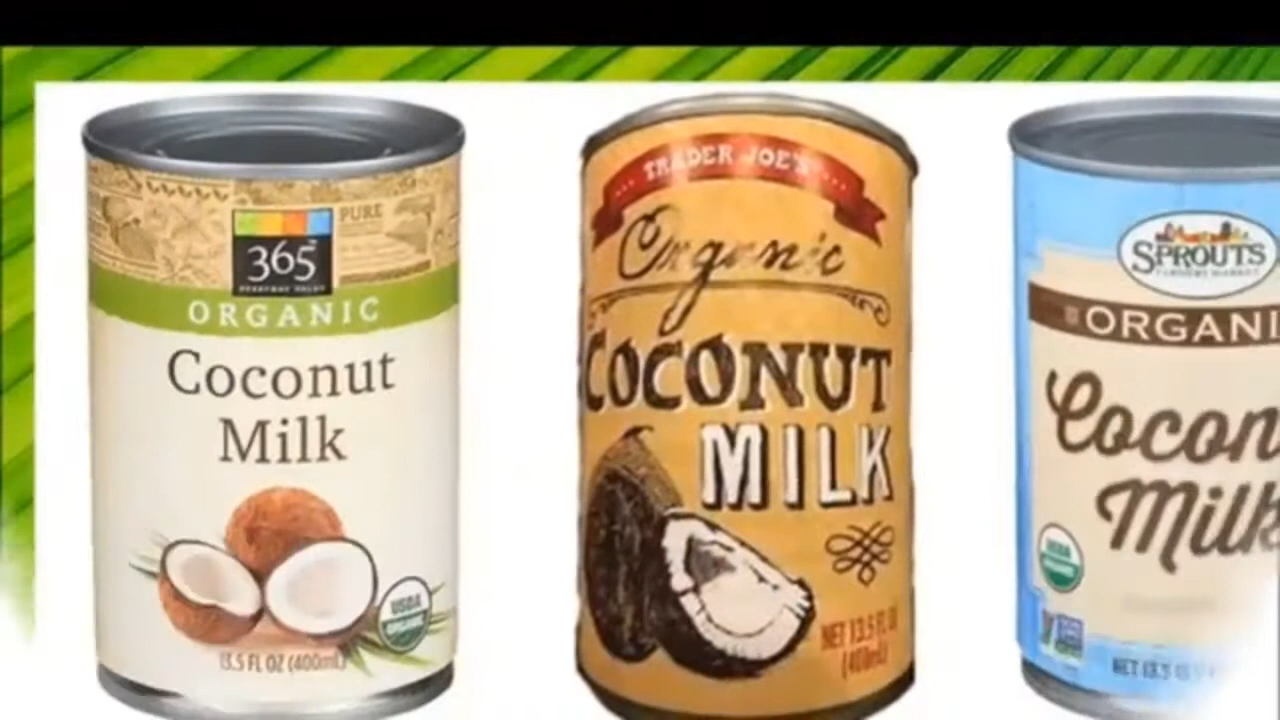 PURE
365
EVERYDAY VALUE
ORGANIC
Coconut
Milk
USDA
ORGANIC
13.5 FL OZ (400mL)
TRADER JOE'S
Organic
COCONUT
MILK
NET 13.5 FL
(400mL)
SPROUTS
FARMERS MARKET
ORGANI
Cocon
Milk
USDA
ORGANIC
NET 13.5